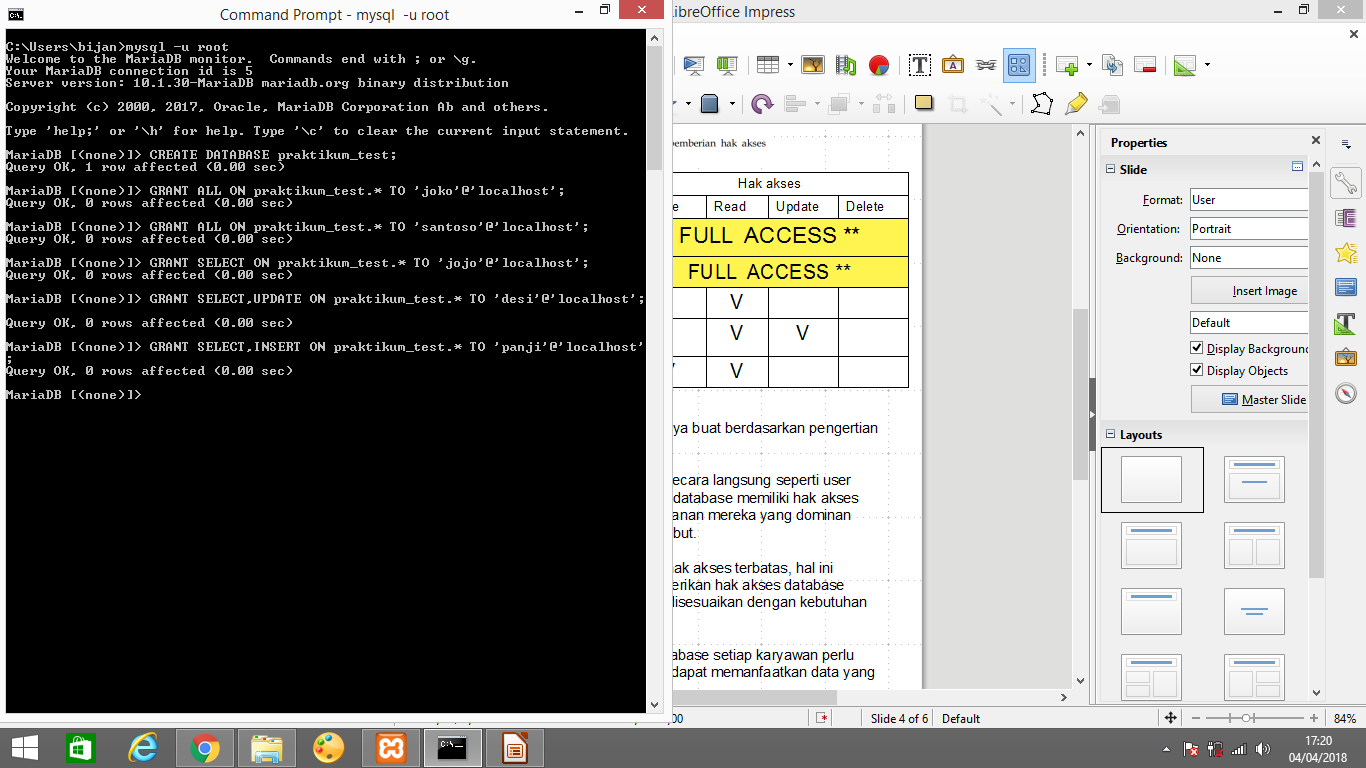 Command Prompt - mysql -u root
C:\Users\bijan>mysql -u root
Welcome to the MariaDB monitor.  Commands end with ; or \g.
Your MariaDB connection id is 5
Server version: 10.1.30-MariaDB mariadb.org binary distribution
Copyright (c) 2000, 2017, Oracle, MariaDB Corporation Ab and others.
Type 'help;' or '\h' for help. Type '\c' to clear the current input statement.
MariaDB [(none)]> CREATE DATABASE praktikum_test;
Query OK, 1 row affected (0.00 sec)
MariaDB [(none)]> GRANT ALL ON praktikum_test.* TO 'joko'@'localhost';
Query OK, 0 rows affected (0.00 sec)
MariaDB [(none)]> GRANT ALL ON praktikum_test.* TO 'santoso'@'localhost';
Query OK, 0 rows affected (0.00 sec)
MariaDB [(none)]> GRANT SELECT ON praktikum_test.* TO 'jojo'@'localhost';
Query OK, 0 rows affected (0.00 sec)
MariaDB [(none)]> GRANT SELECT,UPDATE ON praktikum_test.* TO 'desi'@'localhost';
Query OK, 0 rows affected (0.00 sec)
MariaDB [(none)]> GRANT SELECT,INSERT ON praktikum_test.* TO 'panji'@'localhost'
;
Query OK, 0 rows affected (0.00 sec)
MariaDB [(none)]>
LibreOffice Impress
pemberian hak akses
Hak akses
e Read Update Delete
FULL ACCESS **
FULL ACCESS **
V
V V
V
ya buat berdasarkan pengertian
ecara langsung seperti user
database memiliki hak akses
anan mereka yang dominan
but.
hak akses terbatas, hal ini
erikan hak akses database
disesuaikan dengan kebutuhan
abase setiap karyawan perlu
dapat memanfaatkan data yang
Properties
Slide
Format: User
Orientation: Portrait
Background: None
Insert Image
Default
Display Background
Display Objects
Master Slide
Layouts
00
Slide 4 of 6
Default
84%
17:20
04/04/2018